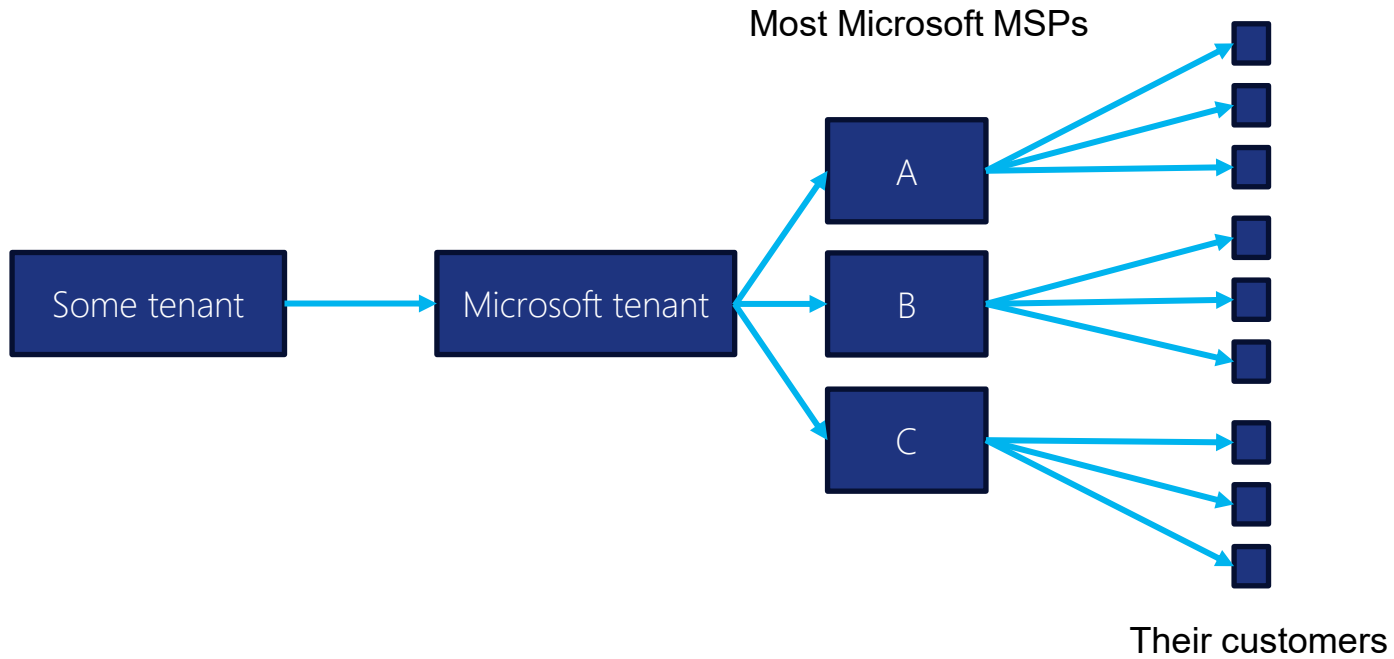 Most Microsoft MSPs
A
Some tenant
Microsoft tenant
B
C
Their customers